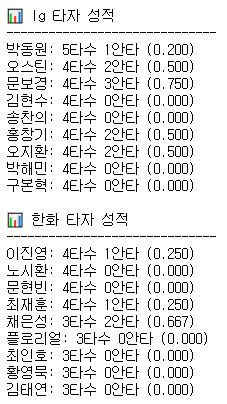 📊 lg 타자 성적
------------------------------
박동원: 5타수 1안타 (0.200)
오스틴: 4타수 2안타 (0.500)
문보경: 4타수 3안타 (0.750)
김현수: 4타수 0안타 (0.000)
송찬의: 4타수 0안타 (0.000)
홍창기: 4타수 2안타 (0.500)
오지환: 4타수 2안타 (0.500)
박해민: 4타수 0안타 (0.000)
구본혁: 4타수 0안타 (0.000)
📊 한화 타자 성적
------------------------------
이진영: 4타수 1안타 (0.250)
노시환: 4타수 0안타 (0.000)
문현빈: 4타수 0안타 (0.000)
최재훈: 4타수 1안타 (0.250)
채은성: 3타수 2안타 (0.667)
플로리얼: 3타수 0안타 (0.000)
최인호: 3타수 0안타 (0.000)
황영묵: 3타수 0안타 (0.000)
김태연: 3타수 0안타 (0.000)